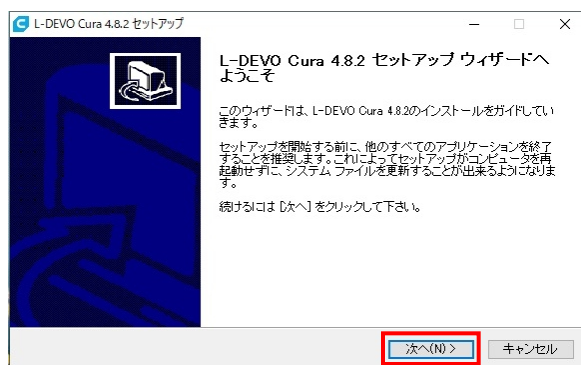 L-DEVO Cura 4.8.2 セットアップ
L-DEVO Cura 4.8.2 セットアップ ウィザードへ
ようこそ
このウィザードは、L-DEVO Cura 4.8.2のインストールをガイドしてい
きます。
セットアップを開始する前に、他のすべてのアプリケーションを終了
することを推奨します。これによってセットアップがコンピュータを再
起動せずに、システム ファイルを更新することが出来るようになりま
す。
続けるには [次へ] をクリックして下さい。
次へ(N) >
キャンセル